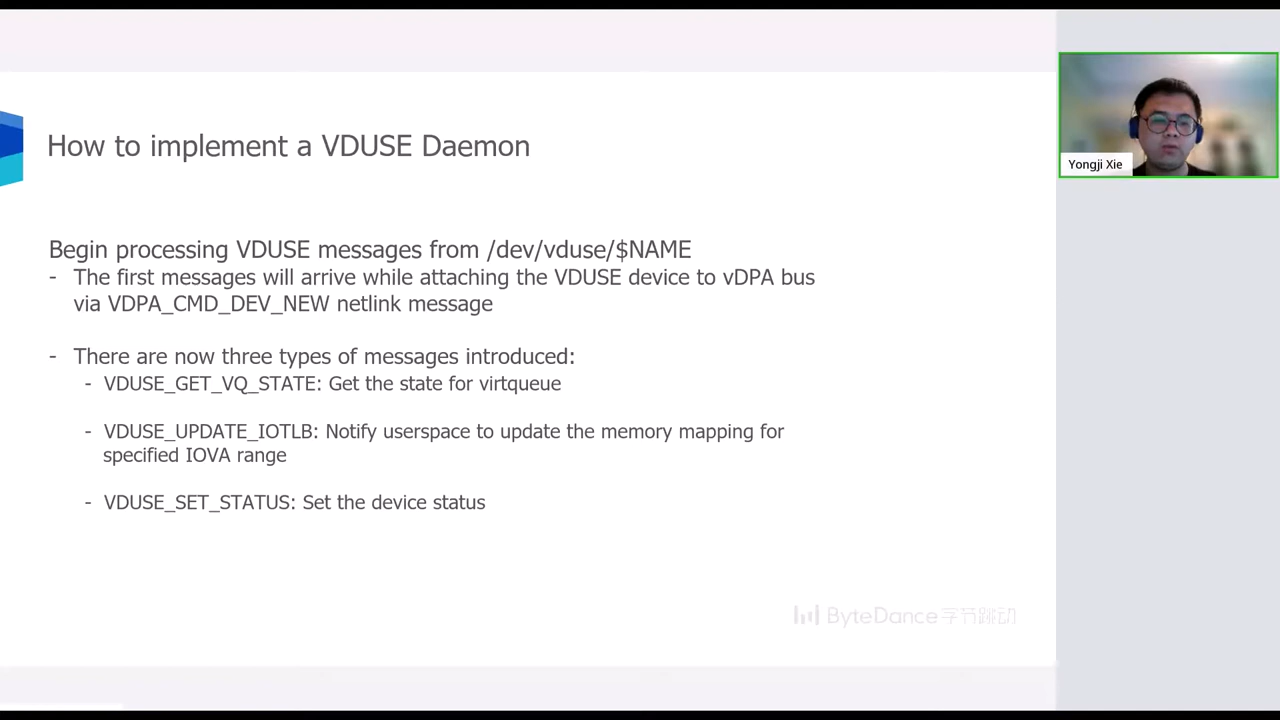 How to implement a VDUSE Daemon
Begin processing VDUSE messages from /dev/vduse/$NAME
- The first messages will arrive while attaching the VDUSE device to vDPA bus
via VDPA_CMD_DEV_NEW netlink message
- There are now three types of messages introduced:
- VDUSE_GET_VQ_STATE: Get the state for virtqueue
- VDUSE_UPDATE_IOTLB: Notify userspace to update the memory mapping for
specified IOVA range
- VDUSE_SET_STATUS: Set the device status
ByteDance字节跳动
Yongji Xie